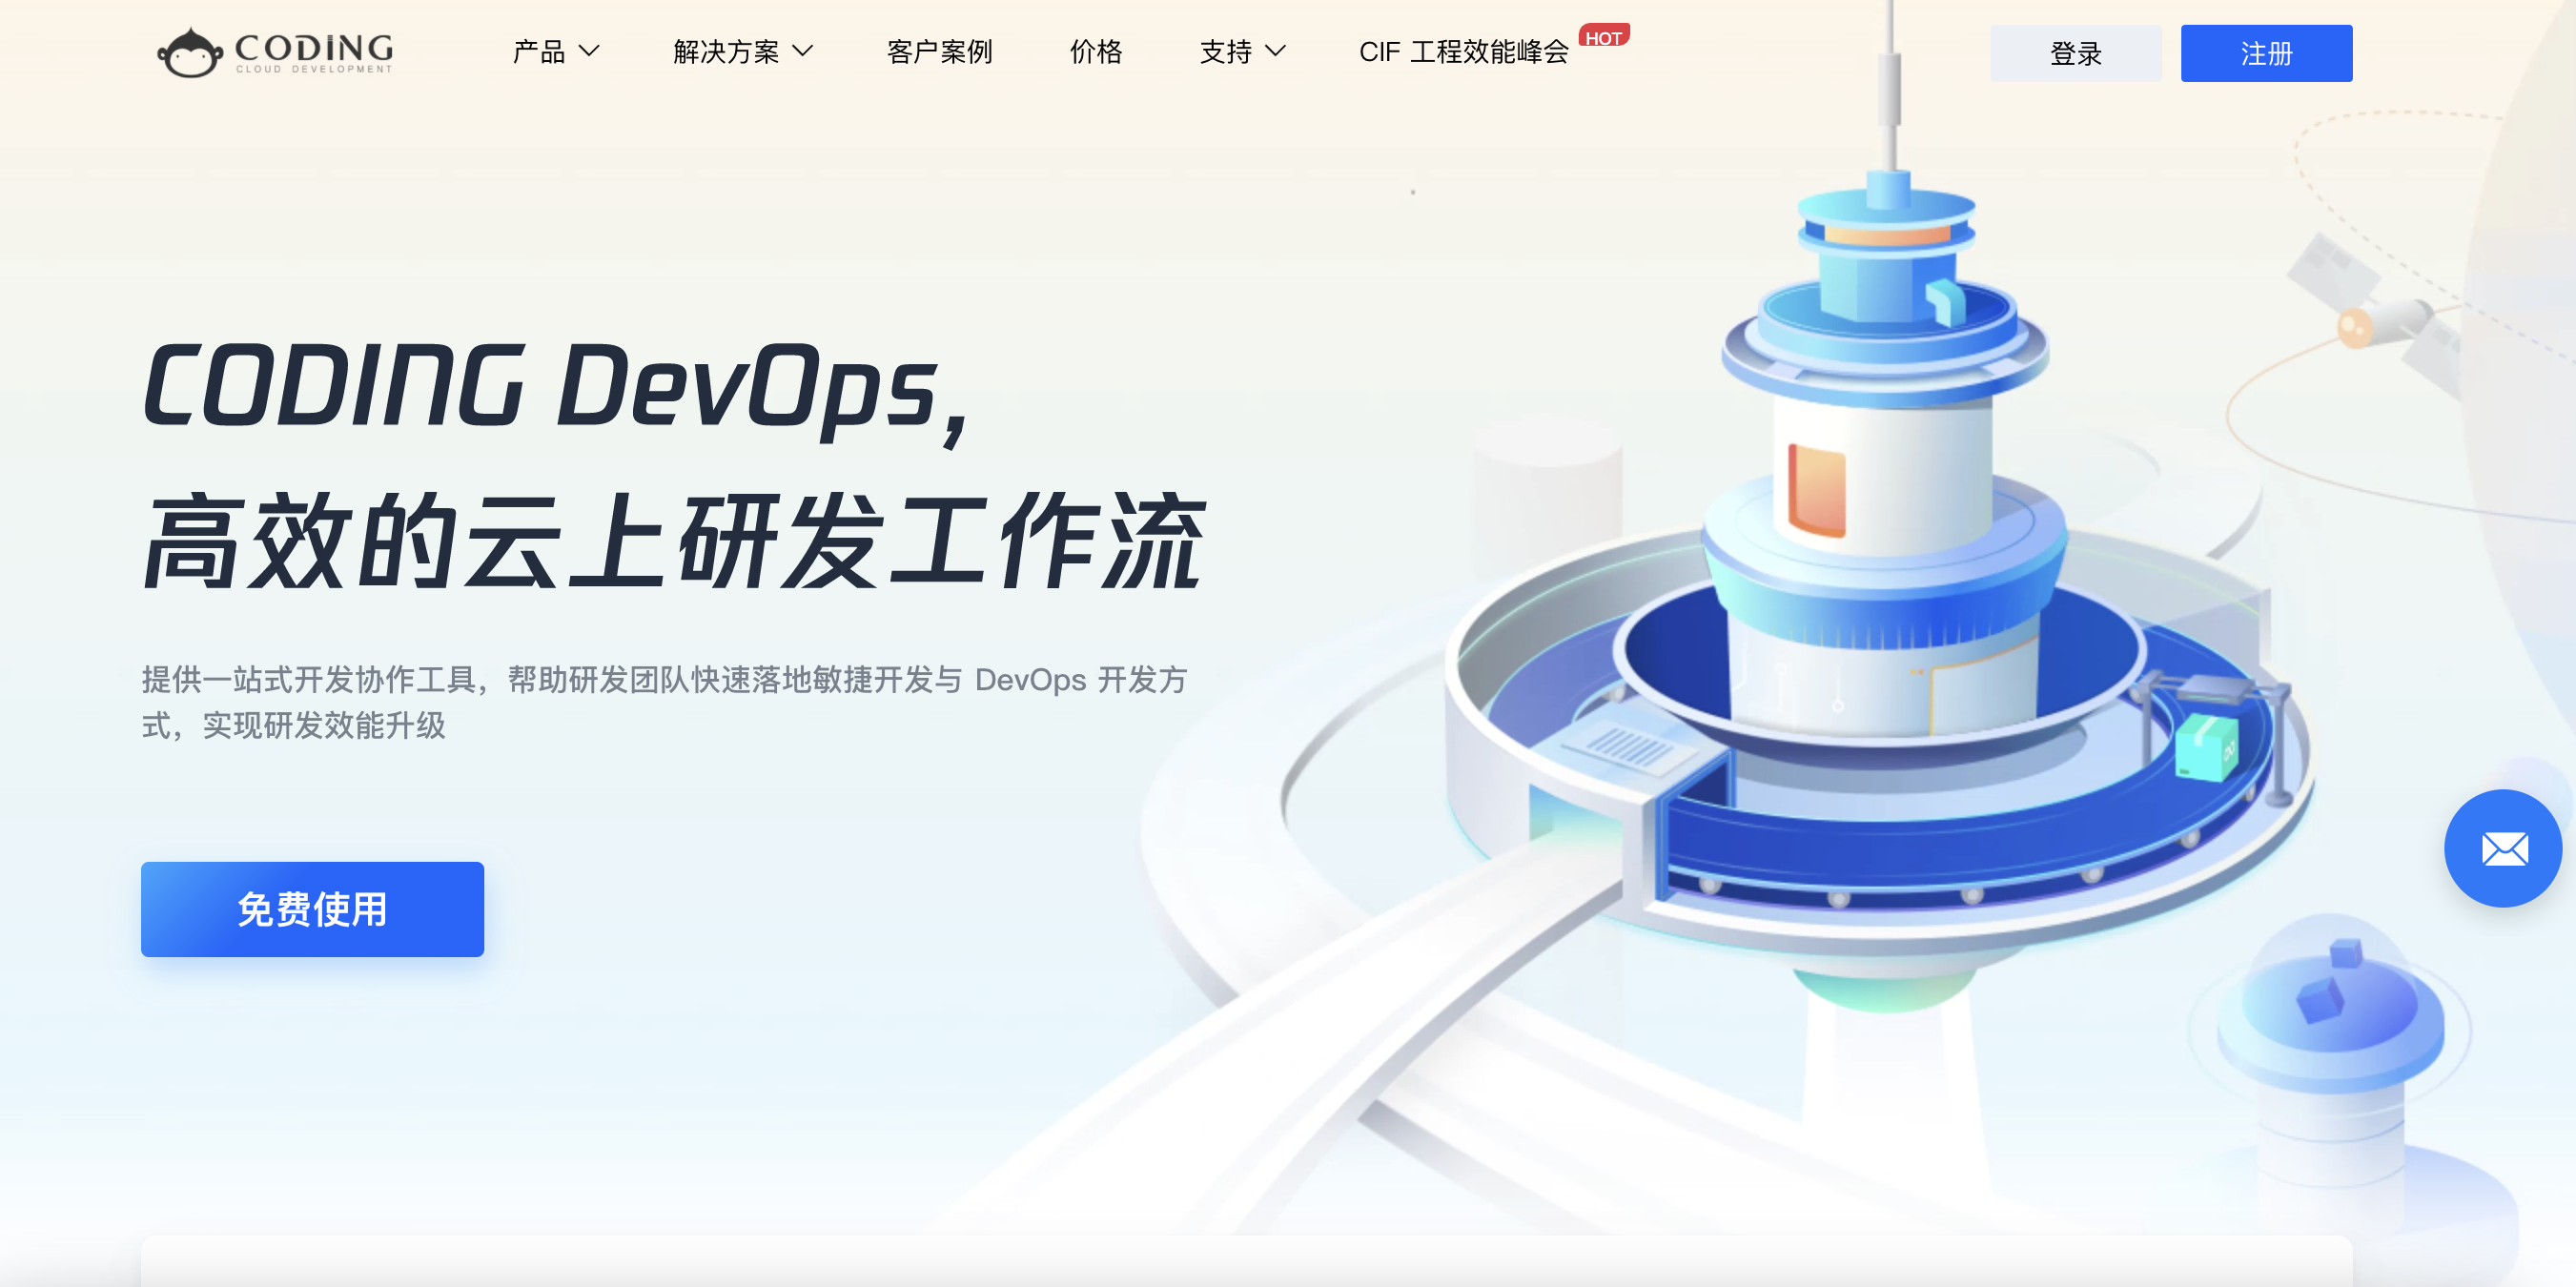 CODING
CLOUD DEVELOPMENT
产品
解决方案
客户案例
价格
支持
CIF 工程效能峰会
HOT
登录
注册
CODING DevOps,
高效的云上研发工作流
提供一站式开发协作工具，帮助研发团队快速落地敏捷开发与 DevOps 开发方
式，实现研发效能升级
免费使用